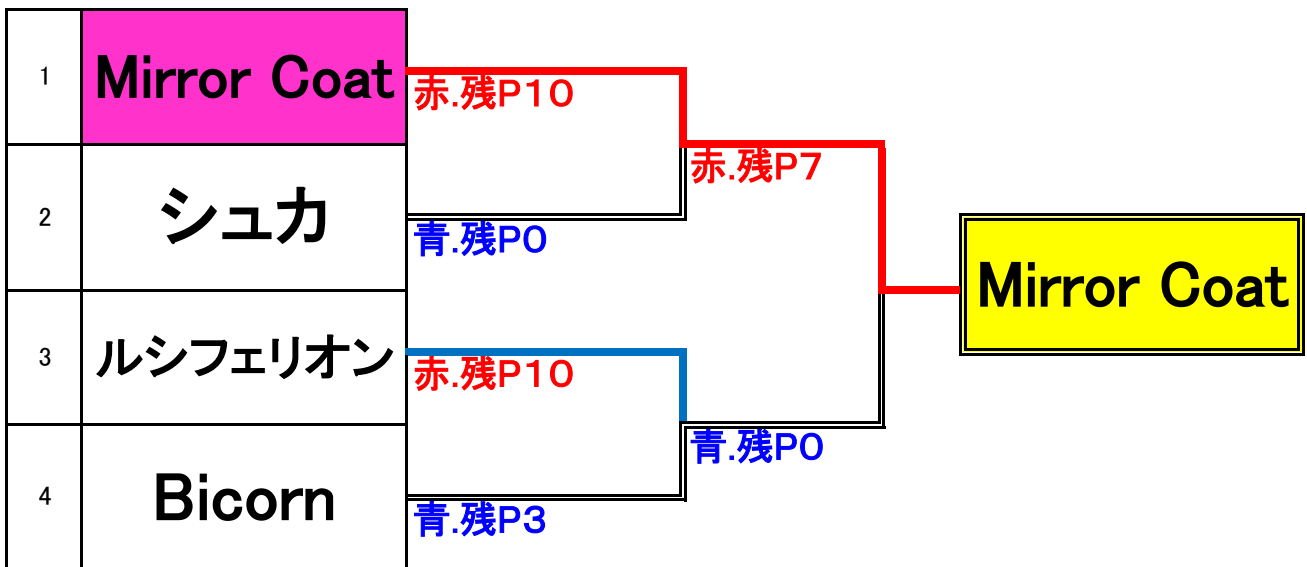 1
Mirror Coat
赤.残P10
2
シュカ
青.残P0
赤.残P7
3
ルシフェリオン
赤.残P10
4
Bicorn
青.残P3
青.残P0
Mirror Coat